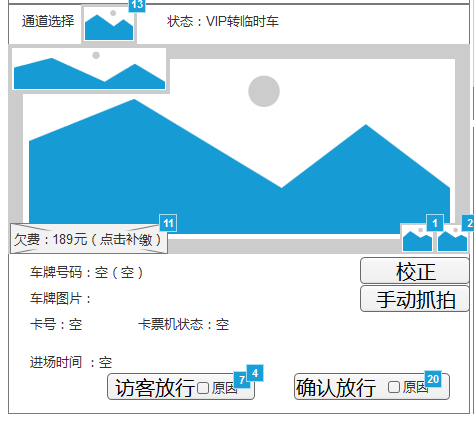 通道选择 13 状态：VIP转临时车
欠费：189元（点击补缴） 11 1 2
车牌号码：空（空） 校正
车牌图片： 手动抓拍
卡号：空 卡票机状态：空
进场时间 ：空
访客放行 原因 7 4 确认放行 原因 20